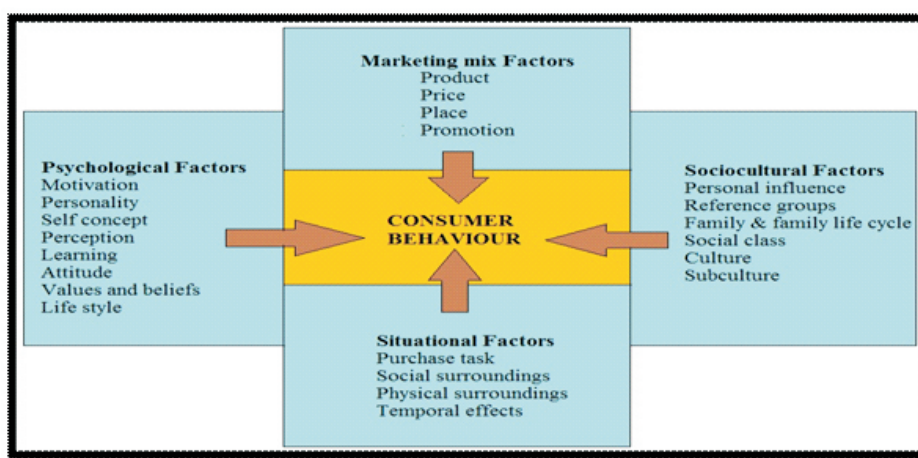 Marketing mix Factors
Product
Price
Place
Promotion
Psychological Factors
Motivation
Personality
Self concept
Perception
Learning
Attitude
Values and beliefs
Life style
CONSUMER
BEHAVIOUR
Sociocultural Factors
Personal influence
Reference groups
Family & family life cycle
Social class
Culture
Subculture
Situational Factors
Purchase task
Social surroundings
Physical surroundings
Temporal effects